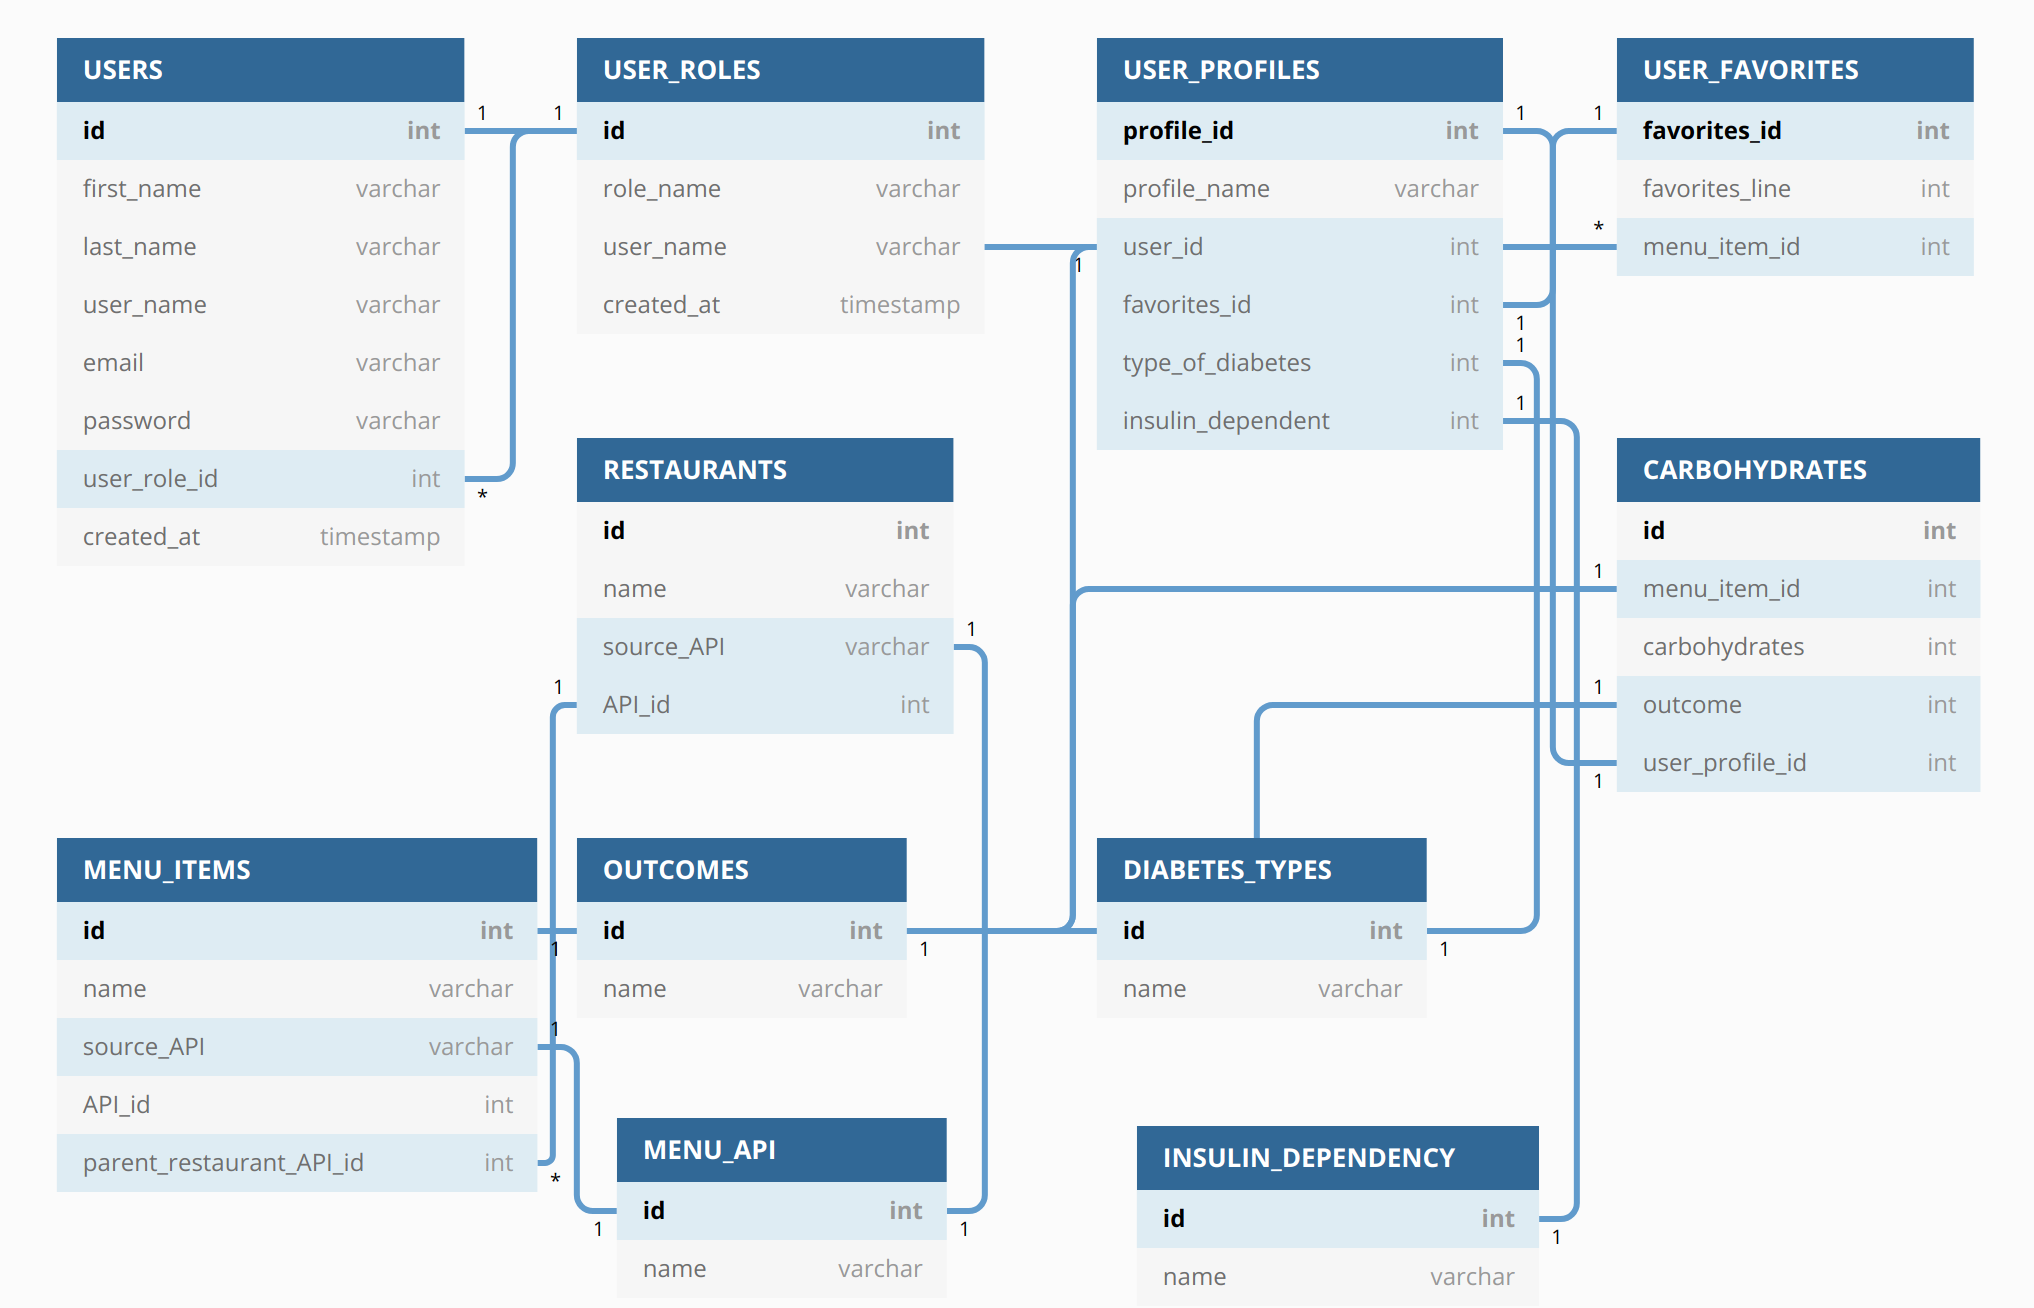 USERS
id int
first_name varchar
last_name varchar
user_name varchar
email varchar
password varchar
user_role_id int
created_at timestamp
1
*
USER_ROLES
1
id int
role_name varchar
user_name varchar
created_at timestamp
USER_PROFILES
profile_id int
profile_name varchar
user_id int
favorites_id int
type_of_diabetes int
insulin_dependent int
1
1
1
1
1
USER_FAVORITES
1
favorites_id int
favorites_line int
*
menu_item_id int
RESTAURANTS
id int
name varchar
source_API varchar
API_id int
1
1
CARBOHYDRATES
id int
1
menu_item_id int
carbohydrates int
1
outcome int
user_profile_id int
1
MENU_ITEMS
id int
name varchar
source_API varchar
API_id int
parent_restaurant_API_id int
1
1
*
OUTCOMES
id int
name varchar
1
DIABETES_TYPES
id int
name varchar
1
MENU_API
id int
name varchar
1
1
INSULIN_DEPENDENCY
id int
name varchar
1